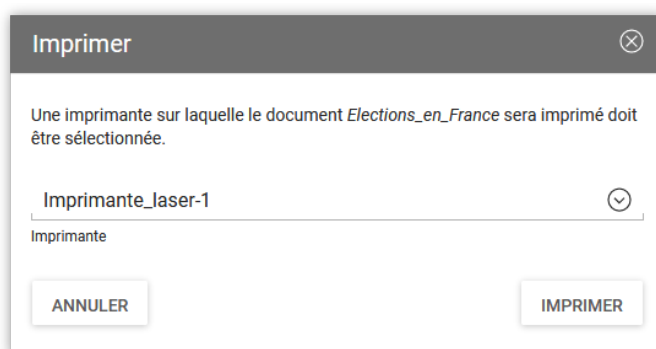 Imprimer
Une imprimante sur laquelle le document Elections_en_France sera imprimé doit
être sélectionnée.
Imprimante_laser-1
Imprimante
ANNULER
IMPRIMER